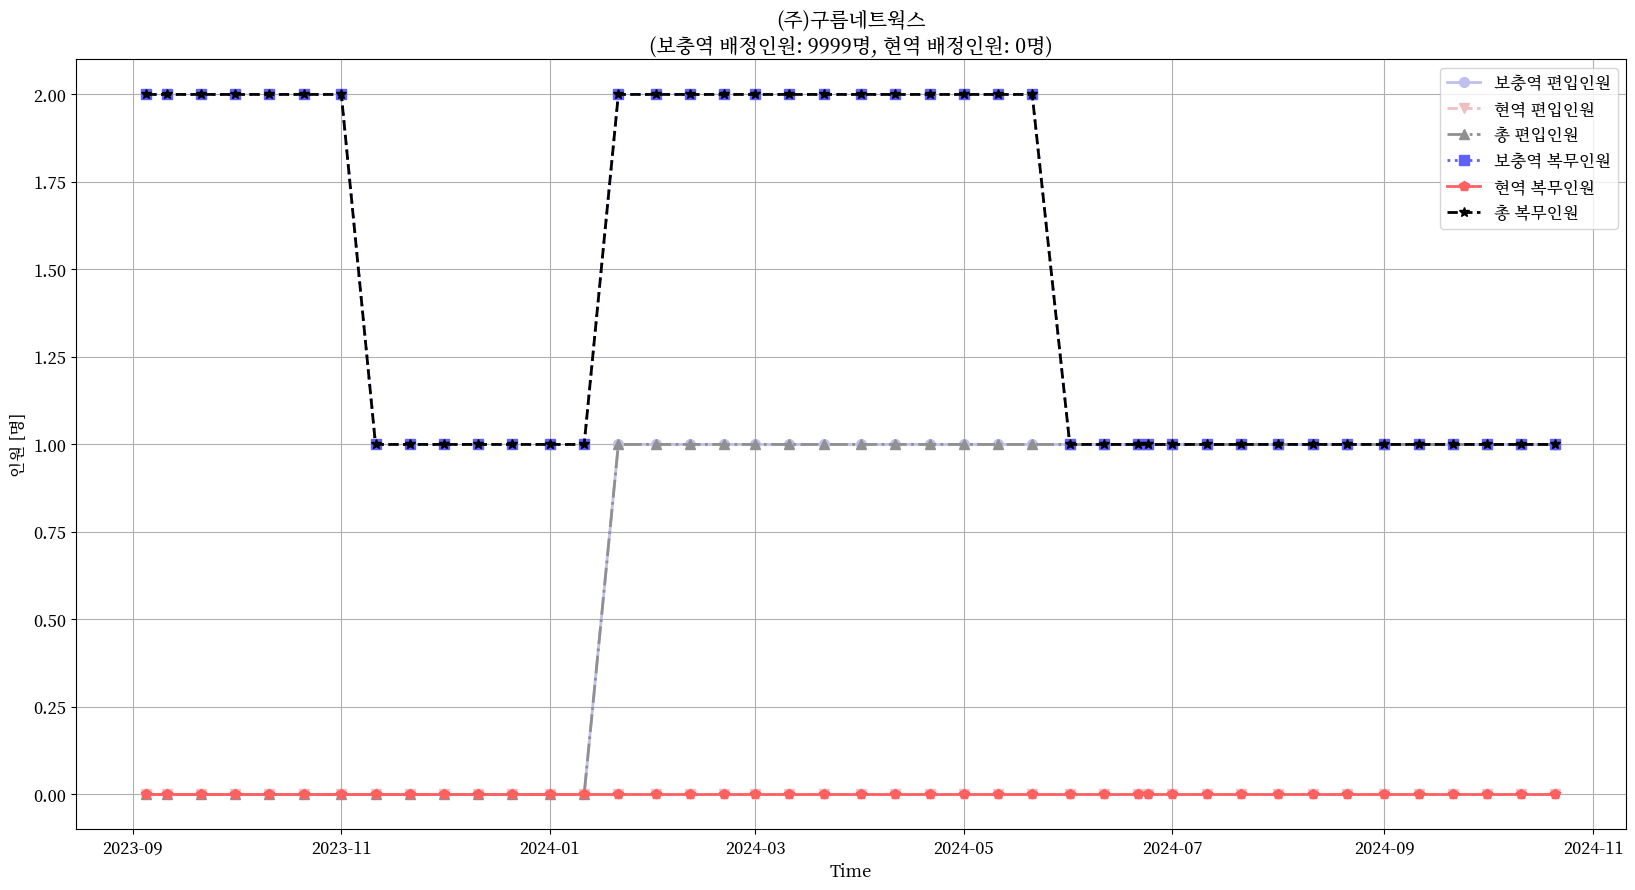 (주)구름네트웍스
(보충역 배정인원: 9999명, 현역 배정인원: 0명)
보충역 편입인원
현역 편입인원
총 편입인원
보충역 복무인원
현역 복무인원
총 복무인원
인원 [명]
2.00
1.75
1.50
1.25
1.00
0.75
0.50
0.25
0.00
2023-09
2023-11
2024-01
2024-03
2024-05
2024-07
2024-09
2024-11
Time